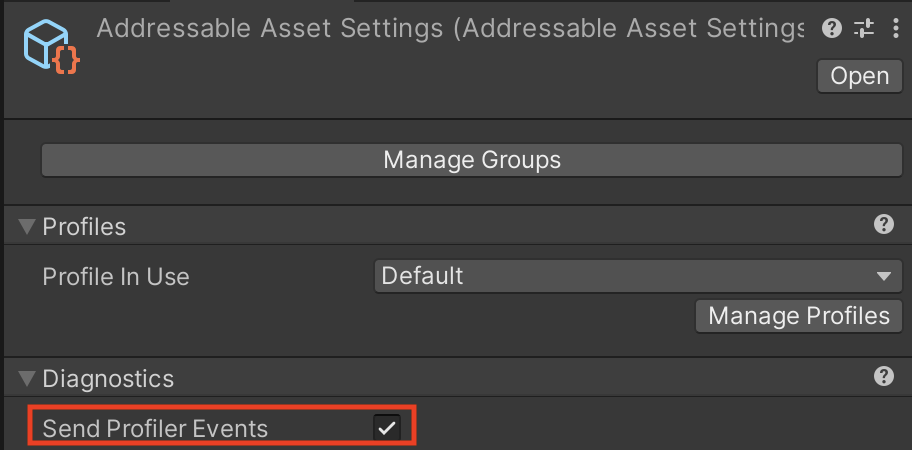 Addressable Asset Settings (Addressable Asset Settings
Open
Manage Groups
Profiles
Profile In Use
Default
Manage Profiles
Diagnostics
Send Profiler Events